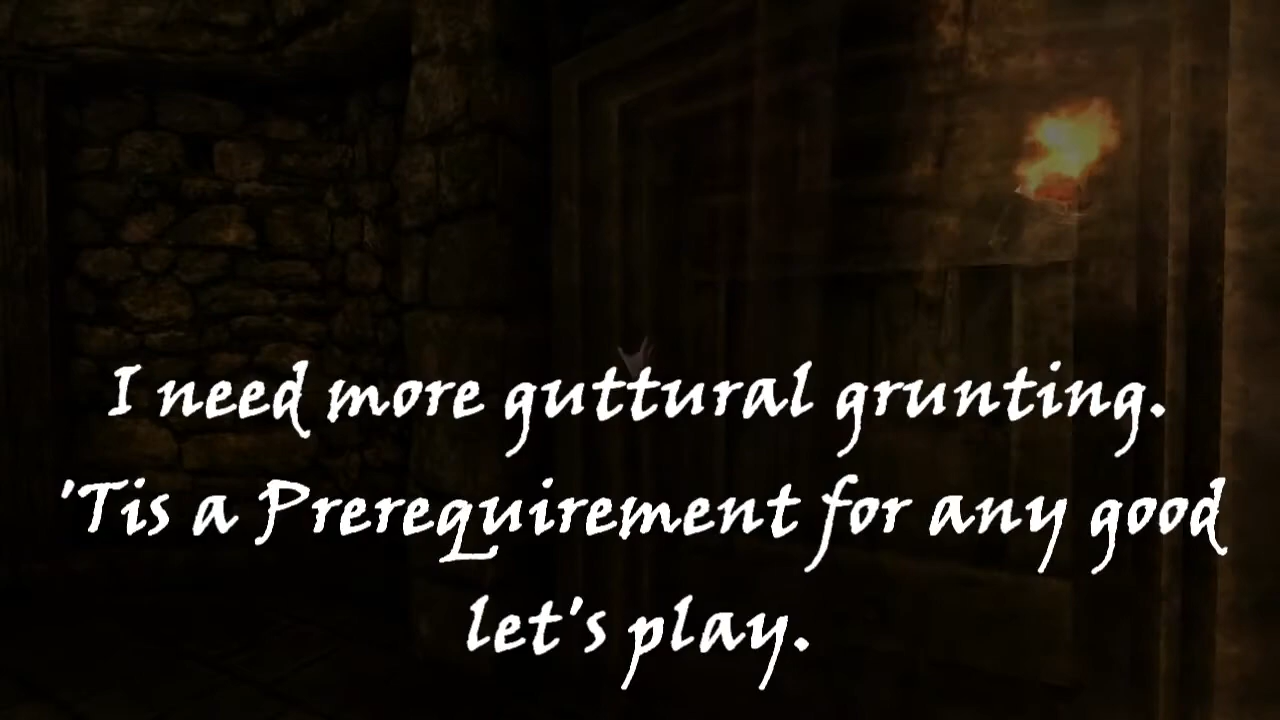 I need more guttural grunting.
'Tis a Prerequirement for any good
let's play.